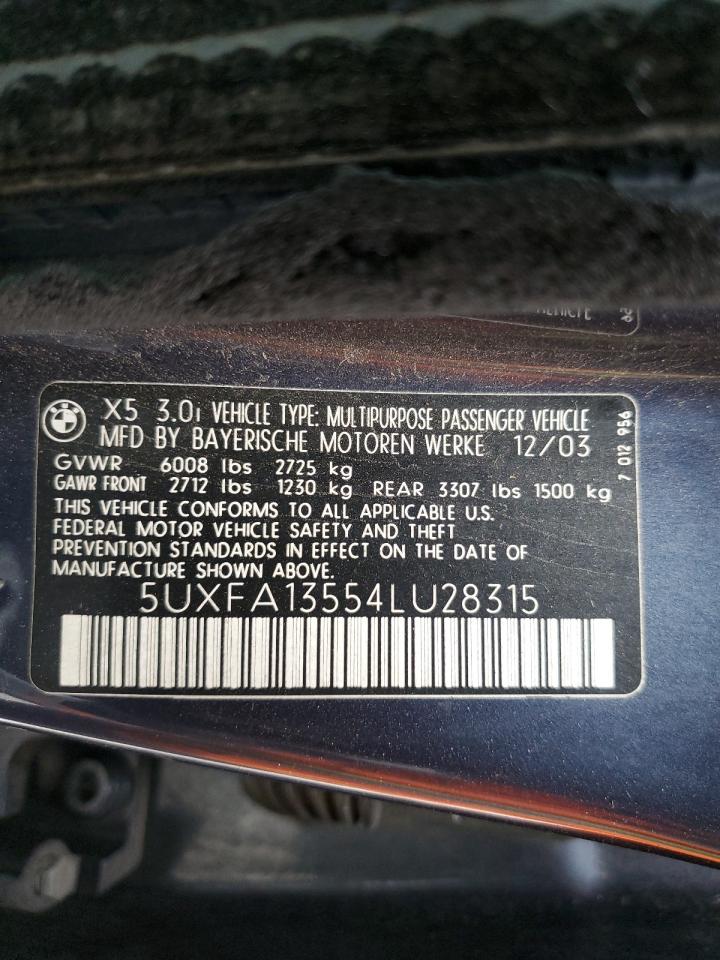 VEHICLE
X5 3.0i VEHICLE TYPE: MULTIPURPOSE PASSENGER VEHICLE
MFD BY BAYERISCHE MOTOREN WERKE 12/03
GVWR 6008 lbs 2725 kg
GAWR FRONT 2712 lbs 1230 kg REAR 3307 lbs 1500 kg
THIS VEHICLE CONFORMS TO ALL APPLICABLE U.S.
FEDERAL MOTOR VEHICLE SAFETY AND THEFT
PREVENTION STANDARDS IN EFFECT ON THE DATE OF
MANUFACTURE SHOWN ABOVE.
5UXFA13554LU28315
7 012 956